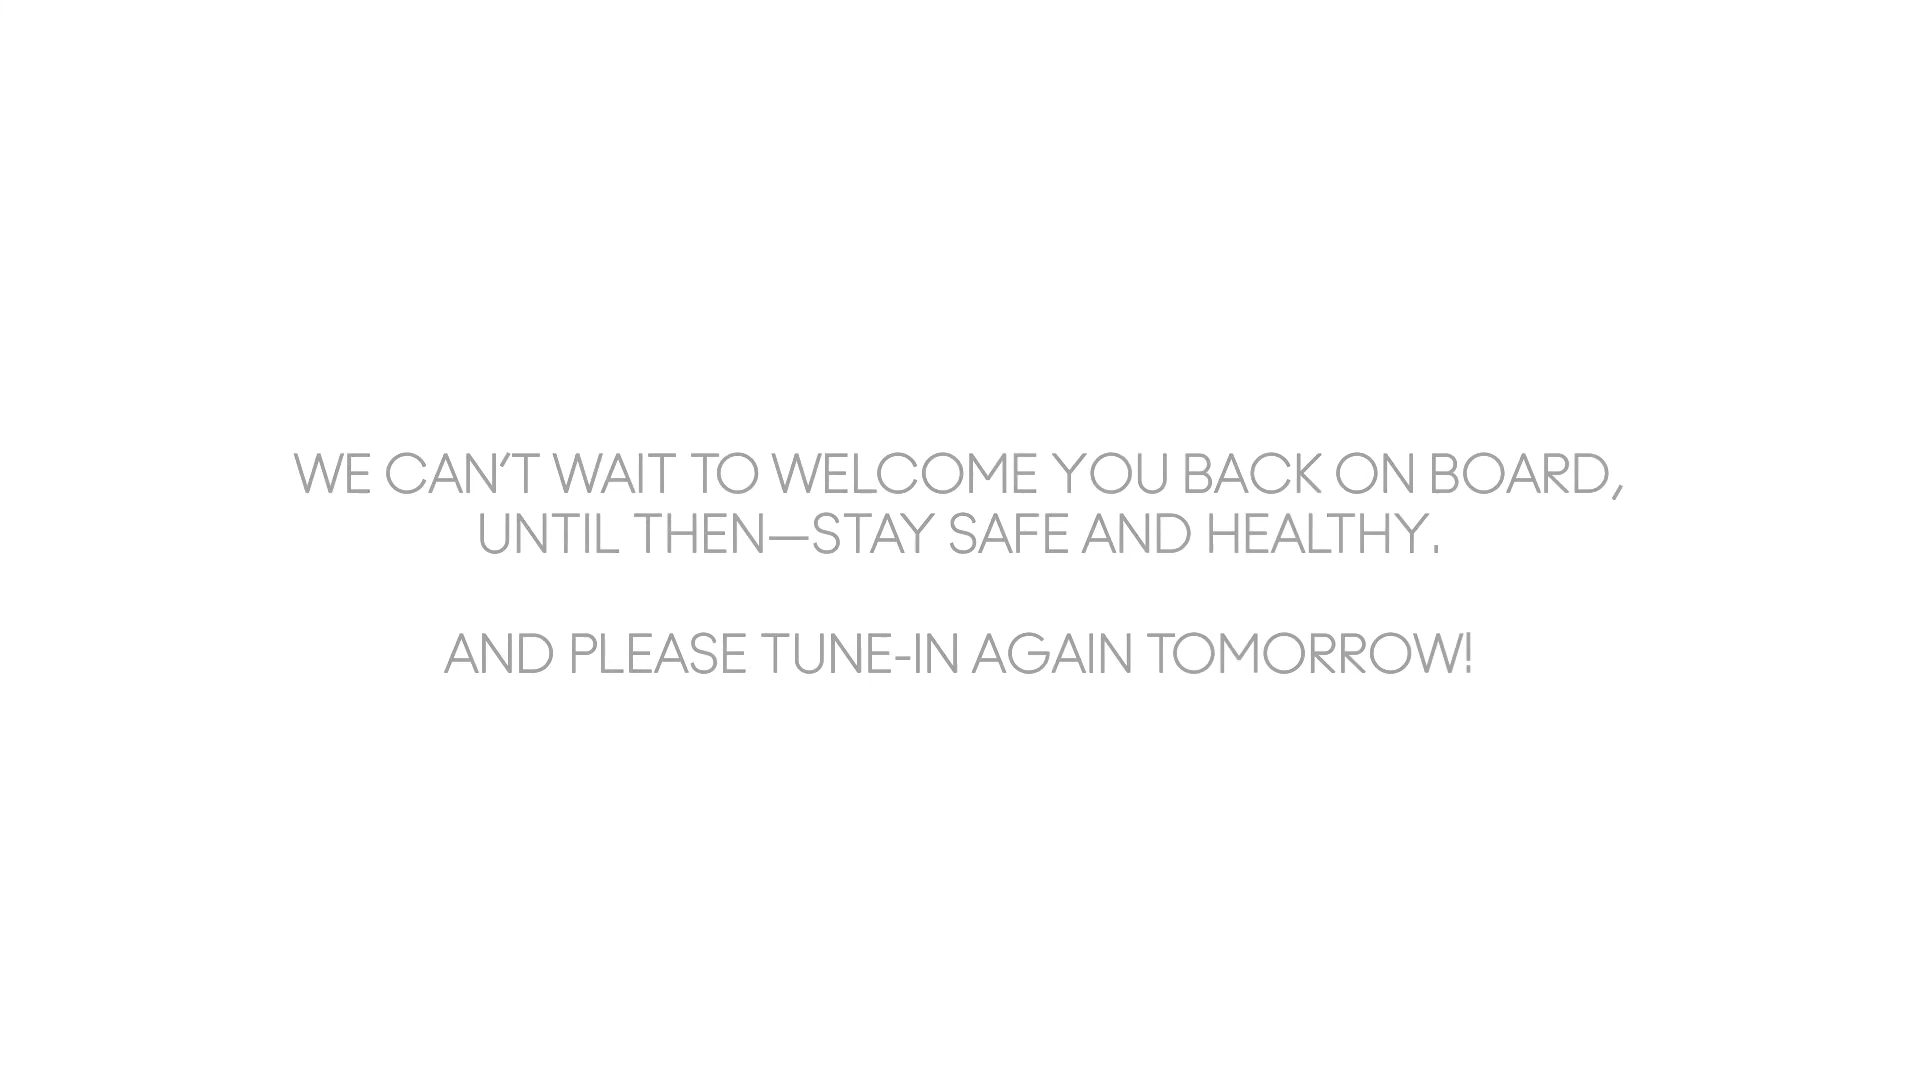 WE CAN’T WAIT TO WELCOME YOU BACK ON BOARD,
UNTIL THEN—STAY SAFE AND HEALTHY.
AND PLEASE TUNE-IN AGAIN TOMORROW!